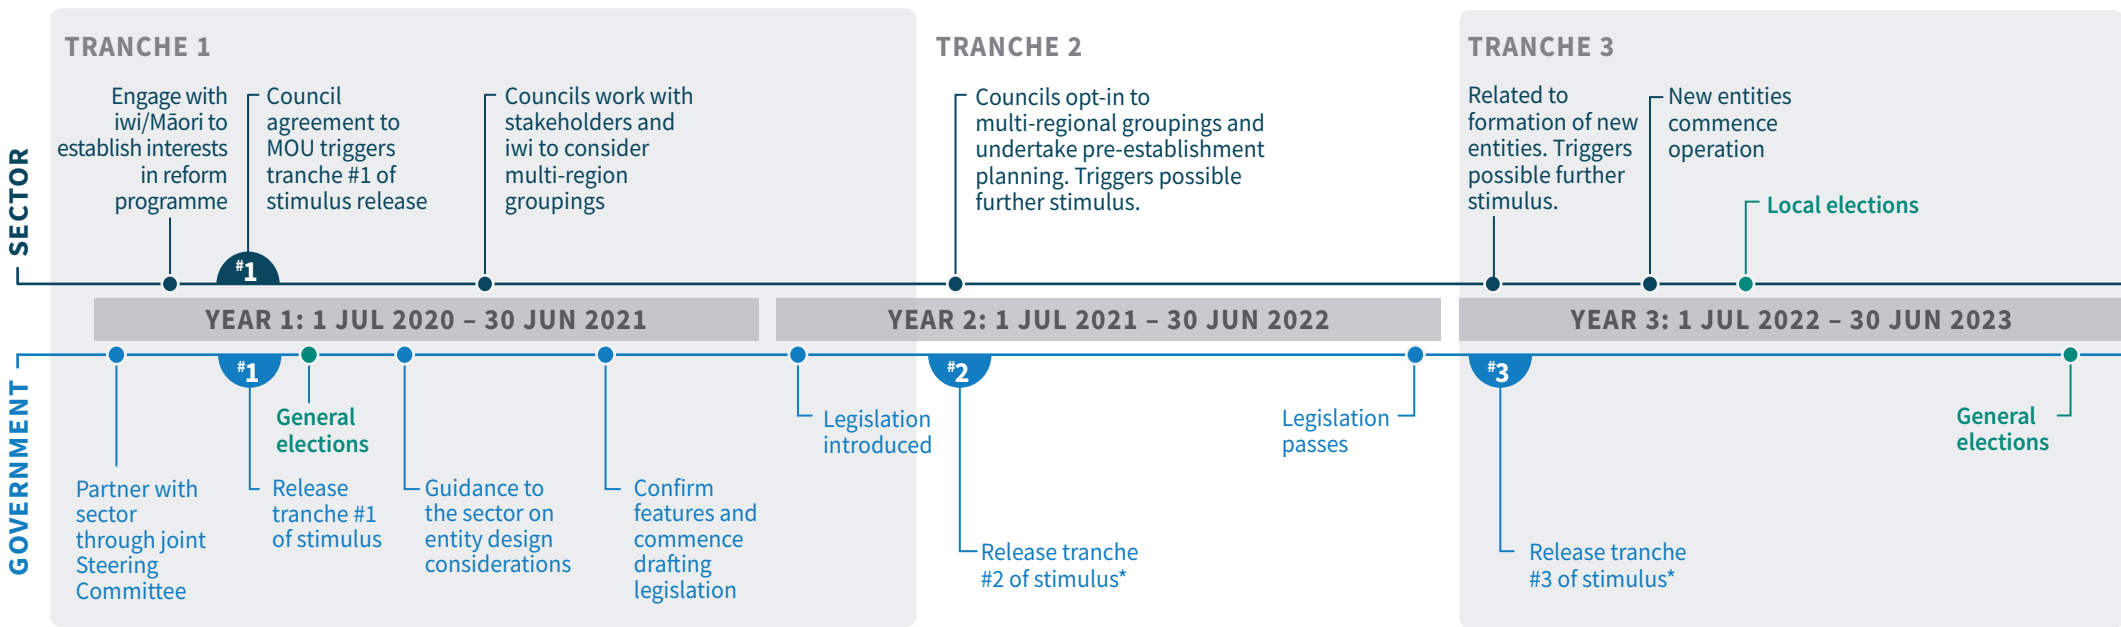 TRANCHE 1
TRANCHE 2
TRANCHE 3
SECTOR
Engage with
iwi/Māori to
establish interests
in reform
programme
Council
agreement to
MOU triggers
tranche #1 of
stimulus release
Councils work with
stakeholders and
iwi to consider
multi-region
groupings
Councils opt-in to
multi-regional groupings and
undertake pre-establishment
planning. Triggers possible
further stimulus.
Related to
formation of new
entities. Triggers
possible further
stimulus.
New entities
commence
operation
Local elections
#1
YEAR 1: 1 JUL 2020 – 30 JUN 2021
YEAR 2: 1 JUL 2021 – 30 JUN 2022
YEAR 3: 1 JUL 2022 – 30 JUN 2023
GOVERNMENT
#1
#2
#3
Partner with
sector
through joint
Steering
Committee
General
elections
Release
tranche #1
of stimulus
Guidance to
the sector on
entity design
considerations
Confirm
features and
commence
drafting
legislation
Legislation
introduced
Release tranche
#2 of stimulus*
Legislation
passes
Release tranche
#3 of stimulus*
General
elections